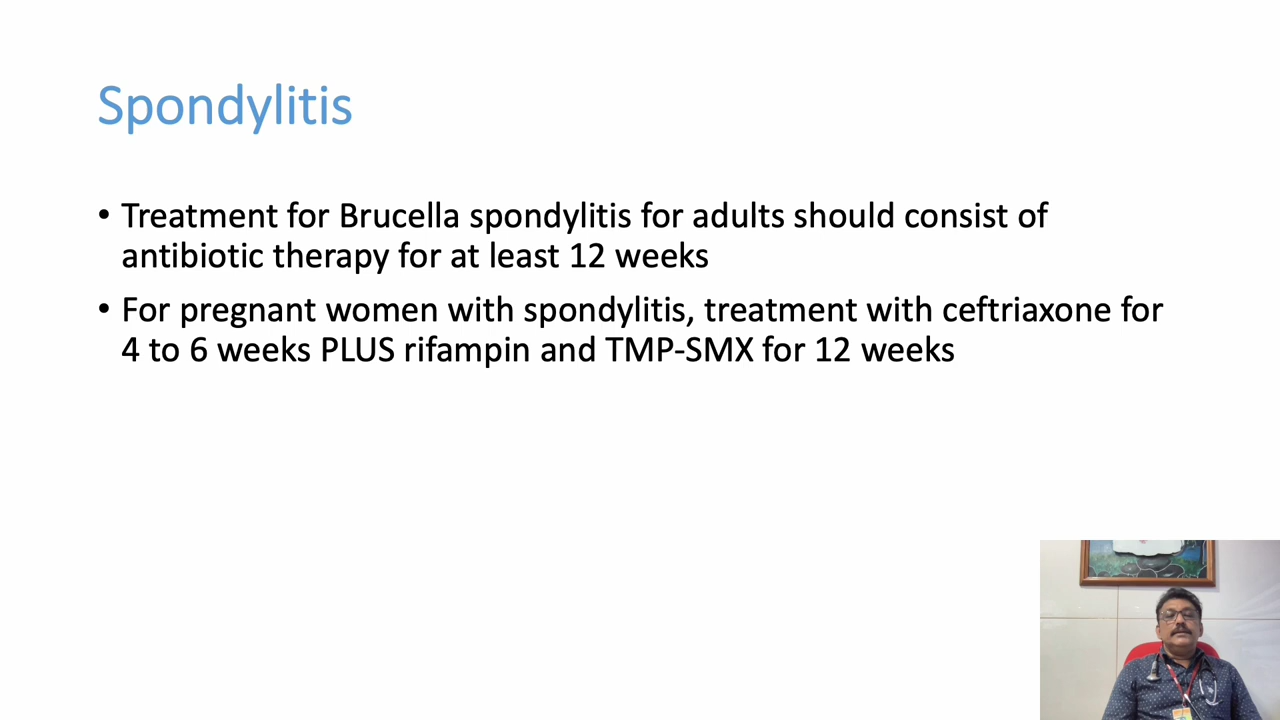 Spondylitis
• Treatment for Brucella spondylitis for adults should consist of
antibiotic therapy for at least 12 weeks
• For pregnant women with spondylitis, treatment with ceftriaxone for
4 to 6 weeks PLUS rifampin and TMP-SMX for 12 weeks